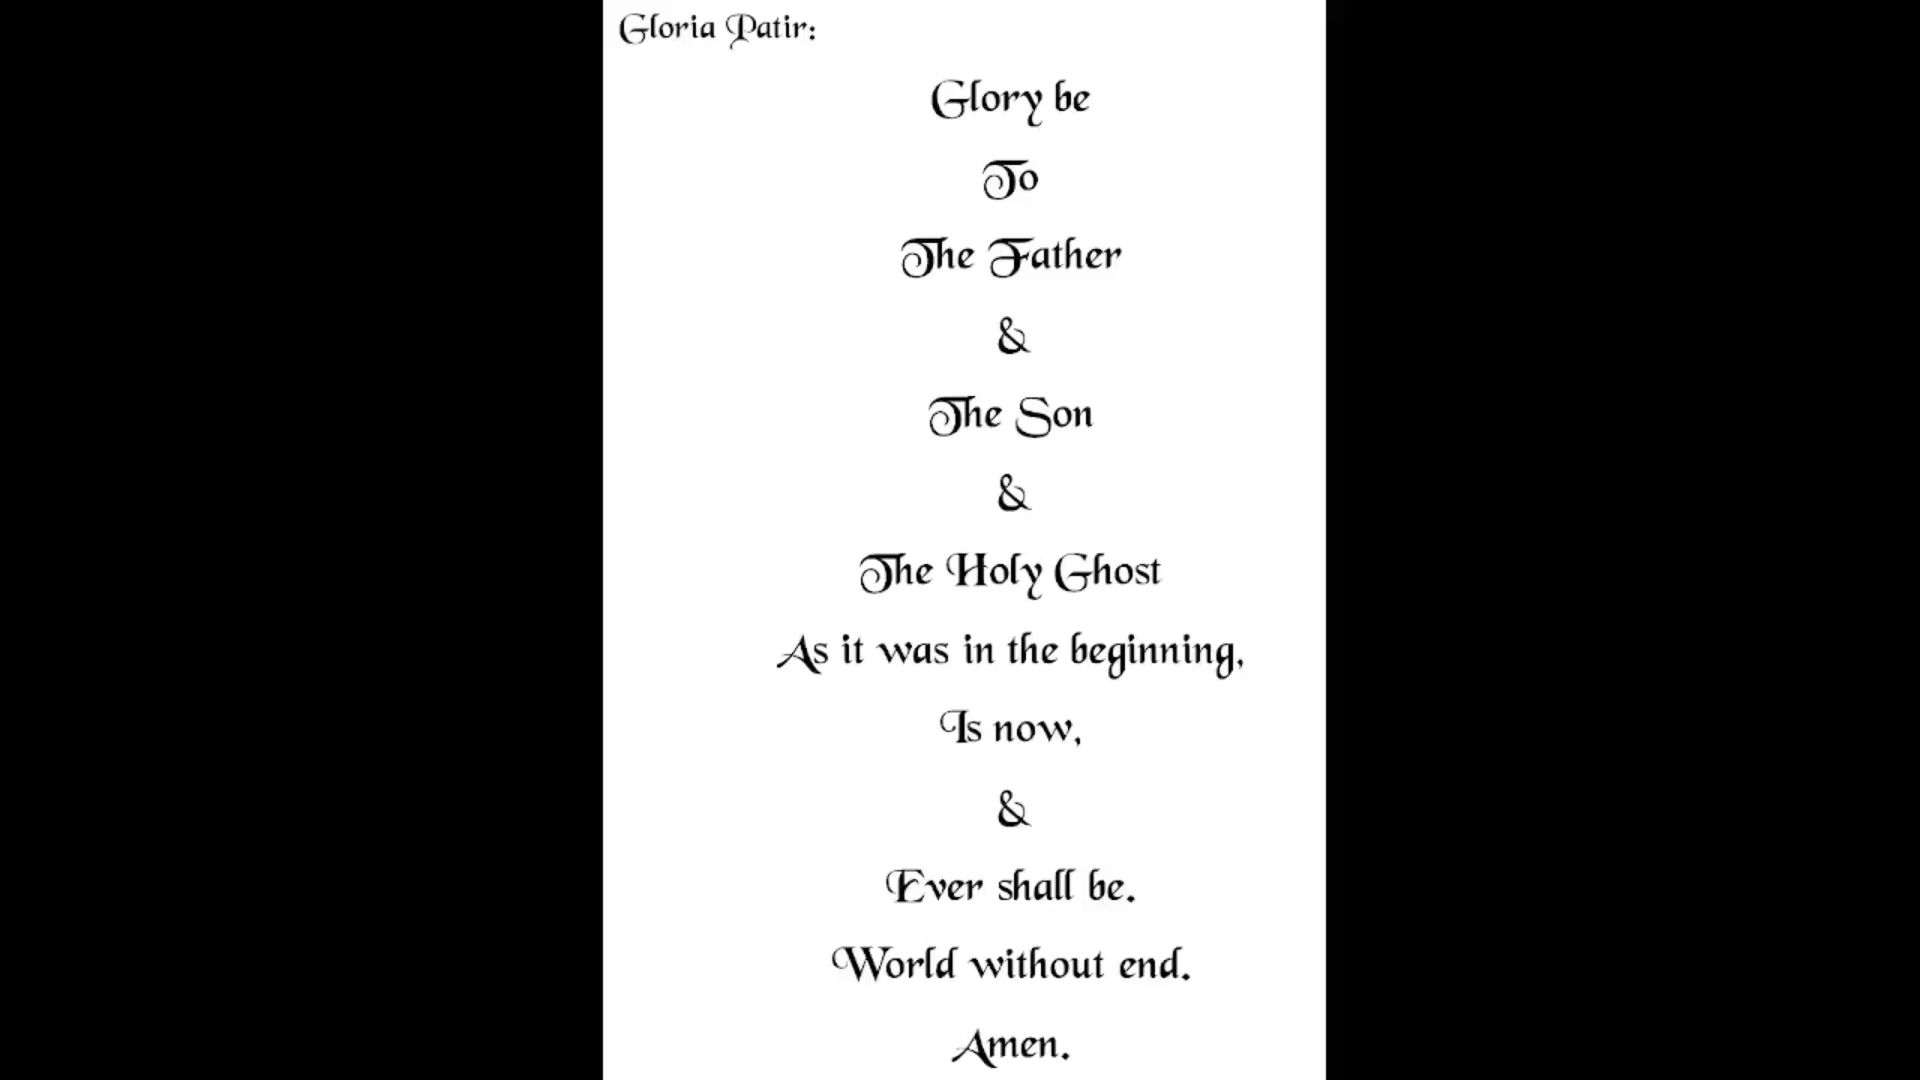 Gloria Patir:
Glory be
To
The Father
&
The Son
&
The Holy Ghost
As it was in the beginning,
Is now,
&
Ever shall be.
World without end.
Amen.